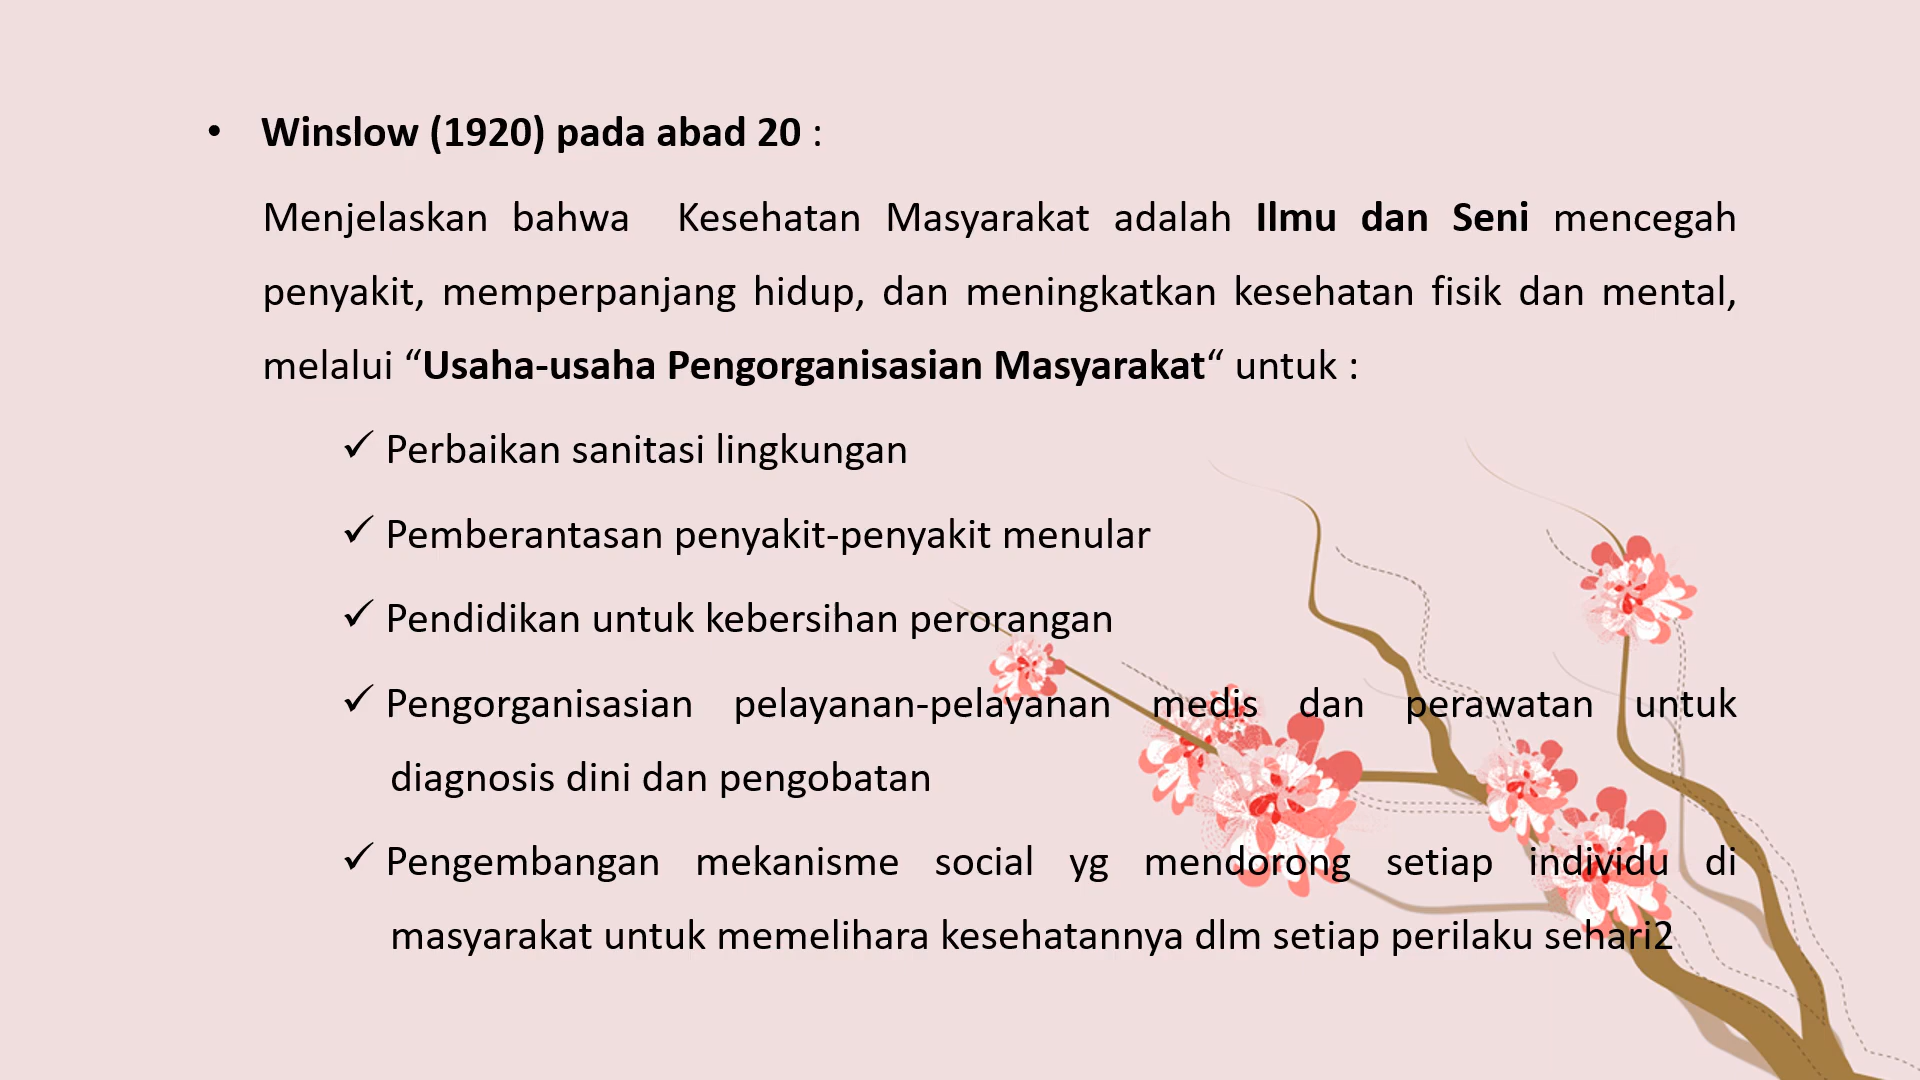 • Winslow (1920) pada abad 20 :
Menjelaskan bahwa Kesehatan Masyarakat adalah Ilmu dan Seni mencegah
penyakit, memperpanjang hidup, dan meningkatkan kesehatan fisik dan mental,
melalui “Usaha-usaha Pengorganisasian Masyarakat“ untuk :
✓ Perbaikan sanitasi lingkungan
✓ Pemberantasan penyakit-penyakit menular
✓ Pendidikan untuk kebersihan perorangan
✓ Pengorganisasian pelayanan-pelayanan medis dan perawatan untuk
diagnosis dini dan pengobatan
✓ Pengembangan mekanisme social yg mendorong setiap individu di
masyarakat untuk memelihara kesehatannya dlm setiap perilaku sehari2